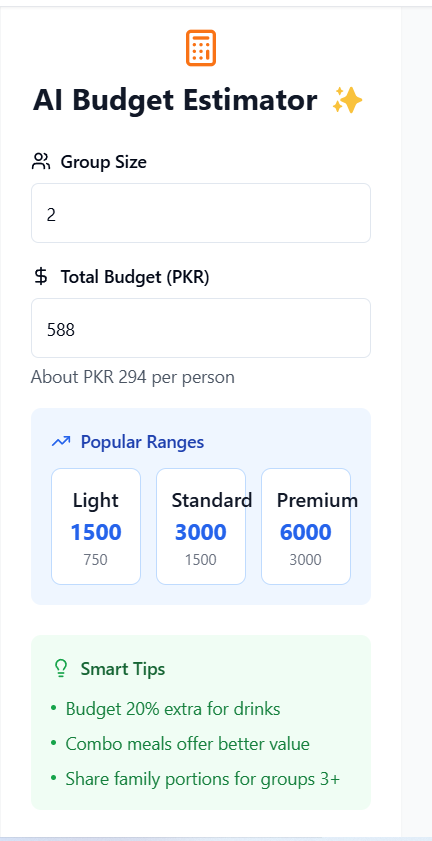 AI Budget Estimator ✨
Group Size
2
Total Budget (PKR)
588
About PKR 294 per person
Popular Ranges
Light Standard Premium
1500 3000 6000
750 1500 3000
Smart Tips
• Budget 20% extra for drinks
• Combo meals offer better value
• Share family portions for groups 3+